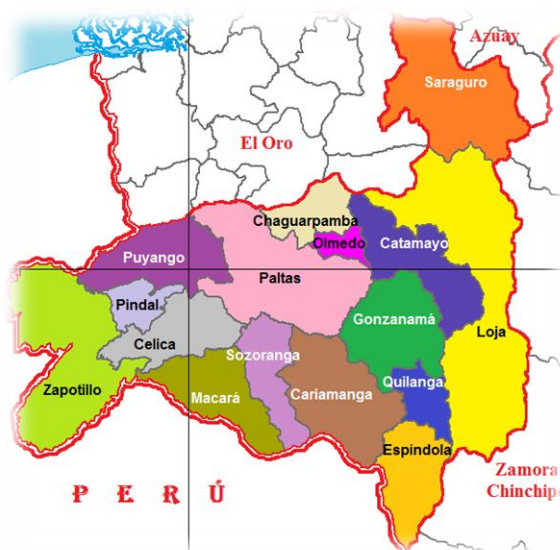 Azuay
Saraguro
El Oro
Chaguarpamba
Olmedo
Catamayo
Puyango
Paltas
Pindal
Gonzanamá
Loja
Celica
Sozoranga
Zapotillo
Macará
Cariamanga
Quilanga
Espíndola
Zamora
Chinchipe
PERÚ